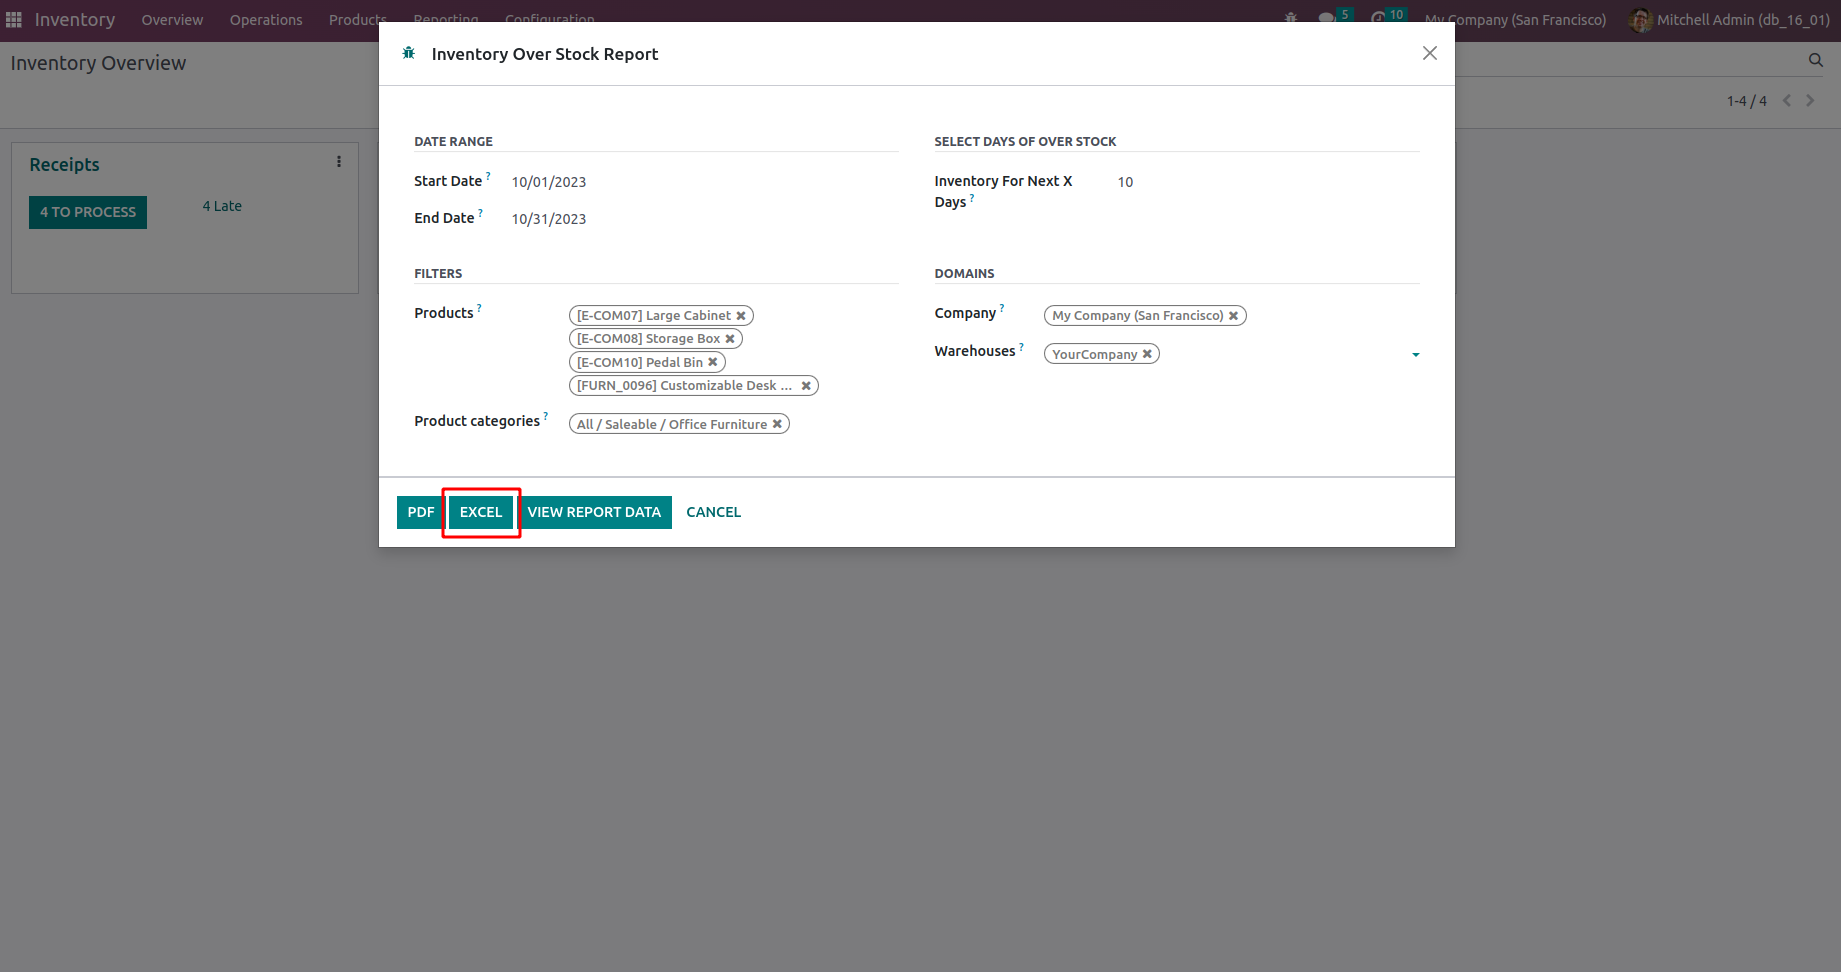 Inventory Overview Operations Products Reporting Configuration 5 10 My Company (San Francisco) Mitchell Admin (db_16_01)
Inventory Overview
1-4 / 4
Receipts
4 TO PROCESS
4 Late
Inventory Over Stock Report
DATE RANGE
Start Date ? 10/01/2023
End Date ? 10/31/2023
SELECT DAYS OF OVER STOCK
Inventory For Next X
Days ?
10
FILTERS
Products ?
[E-COM07] Large Cabinet ✖
[E-COM08] Storage Box ✖
[E-COM10] Pedal Bin ✖
[FURN_0096] Customizable Desk ... ✖
Product categories ? All / Saleable / Office Furniture ✖
DOMAINS
Company ? My Company (San Francisco) ✖
Warehouses ? YourCompany ✖
PDF EXCEL VIEW REPORT DATA CANCEL